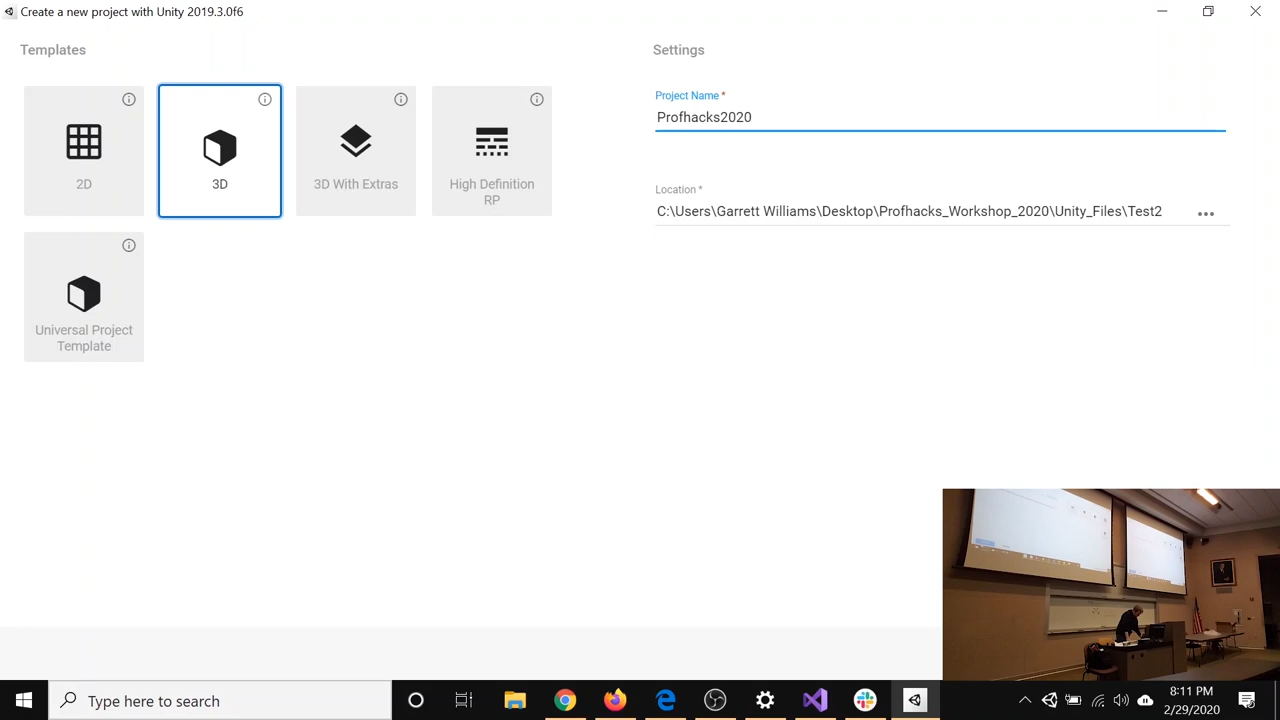 Create a new project with Unity 2019.3.0f6
Templates
Settings
2D
3D
3D With Extras
High Definition
RP
Universal Project
Template
Project Name *
Profhacks2020
Location *
C:\Users\Garrett Williams\Desktop\Profhacks_Workshop_2020\Unity_Files\Test2
Type here to search
8:11 PM
2/29/2020